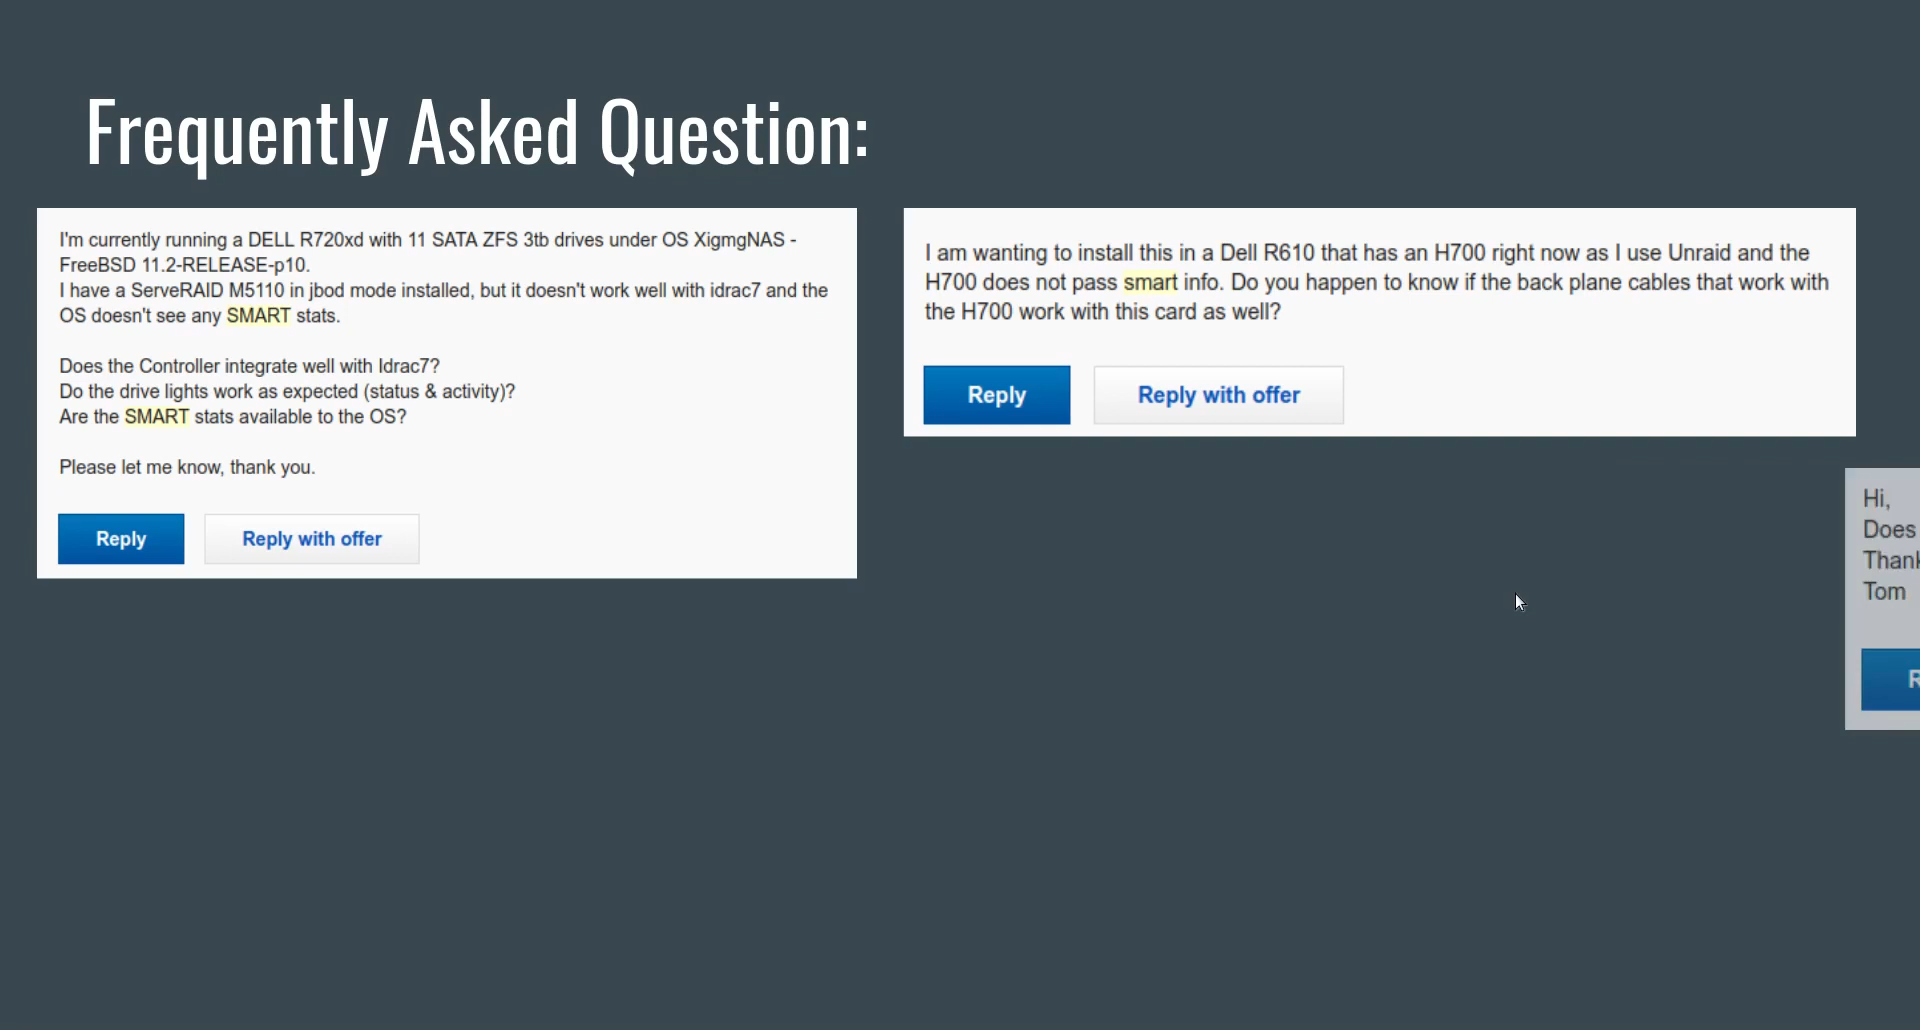 Frequently Asked Question:
I'm currently running a DELL R720xd with 11 SATA ZFS 3tb drives under OS XigmgNAS -
FreeBSD 11.2-RELEASE-p10.
I have a ServeRAID M5110 in jbod mode installed, but it doesn't work well with idrac7 and the
OS doesn't see any SMART stats.
Does the Controller integrate well with Idrac7?
Do the drive lights work as expected (status & activity)?
Are the SMART stats available to the OS?
Please let me know, thank you.
Reply
Reply with offer
I am wanting to install this in a Dell R610 that has an H700 right now as I use Unraid and the
H700 does not pass smart info. Do you happen to know if the back plane cables that work with
the H700 work with this card as well?
Reply
Reply with offer
Hi,
Does
Thank
Tom